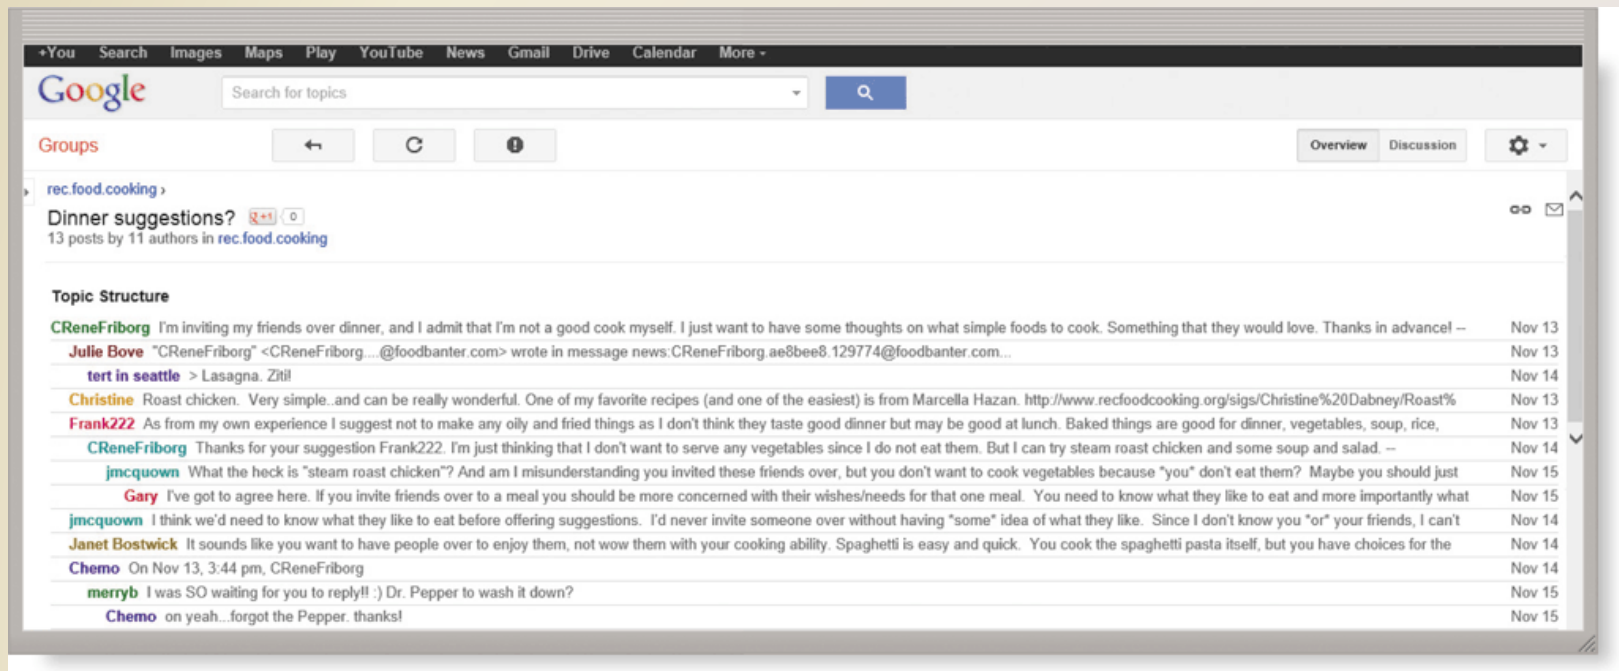 +You Search Images Maps Play YouTube News Gmail Drive Calendar More
Google Search for topics
Groups Overview Discussion
rec.food.cooking ›
Dinner suggestions? +1 0
13 posts by 11 authors in rec.food.cooking
Topic Structure
CReneFriborg I'm inviting my friends over dinner, and I admit that I'm not a good cook myself. I just want to have some thoughts on what simple foods to cook. Something that they would love. Thanks in advance! -- Nov 13
Julie Bove "CReneFriborg" <CReneFriborg....@foodbanter.com> wrote in message news:CReneFriborg.ae8bee8.129774@foodbanter.com... Nov 13
tert in seattle > Lasagna. Ziti! Nov 14
Christine Roast chicken. Very simple..and can be really wonderful. One of my favorite recipes (and one of the easiest) is from Marcella Hazan. http://www.recfoodcooking.org/sigs/Christine%20Dabney/Roast% Nov 13
Frank222 As from my own experience I suggest not to make any oily and fried things as I don't think they taste good dinner but may be good at lunch. Baked things are good for dinner, vegetables, soup, rice, Nov 13
CReneFriborg Thanks for your suggestion Frank222. I'm just thinking that I don't want to serve any vegetables since I do not eat them. But I can try steam roast chicken and some soup and salad. -- Nov 14
jmcquown What the heck is "steam roast chicken"? And am I misunderstanding you invited these friends over, but you don't want to cook vegetables because *you* don't eat them? Maybe you should just Nov 15
Gary I've got to agree here. If you invite friends over to a meal you should be more concerned with their wishes/needs for that one meal. You need to know what they like to eat and more importantly what Nov 15
jmcquown I think we'd need to know what they like to eat before offering suggestions. I'd never invite someone over without having *some* idea of what they like. Since I don't know you *or* your friends, I can't Nov 14
Janet Bostwick It sounds like you want to have people over to enjoy them, not wow them with your cooking ability. Spaghetti is easy and quick. You cook the spaghetti pasta itself, but you have choices for the Nov 14
Chemo On Nov 13, 3:44 pm, CReneFriborg Nov 14
merryb I was SO waiting for you to reply!! :) Dr. Pepper to wash it down? Nov 15
Chemo on yeah...forgot the Pepper. thanks! Nov 15